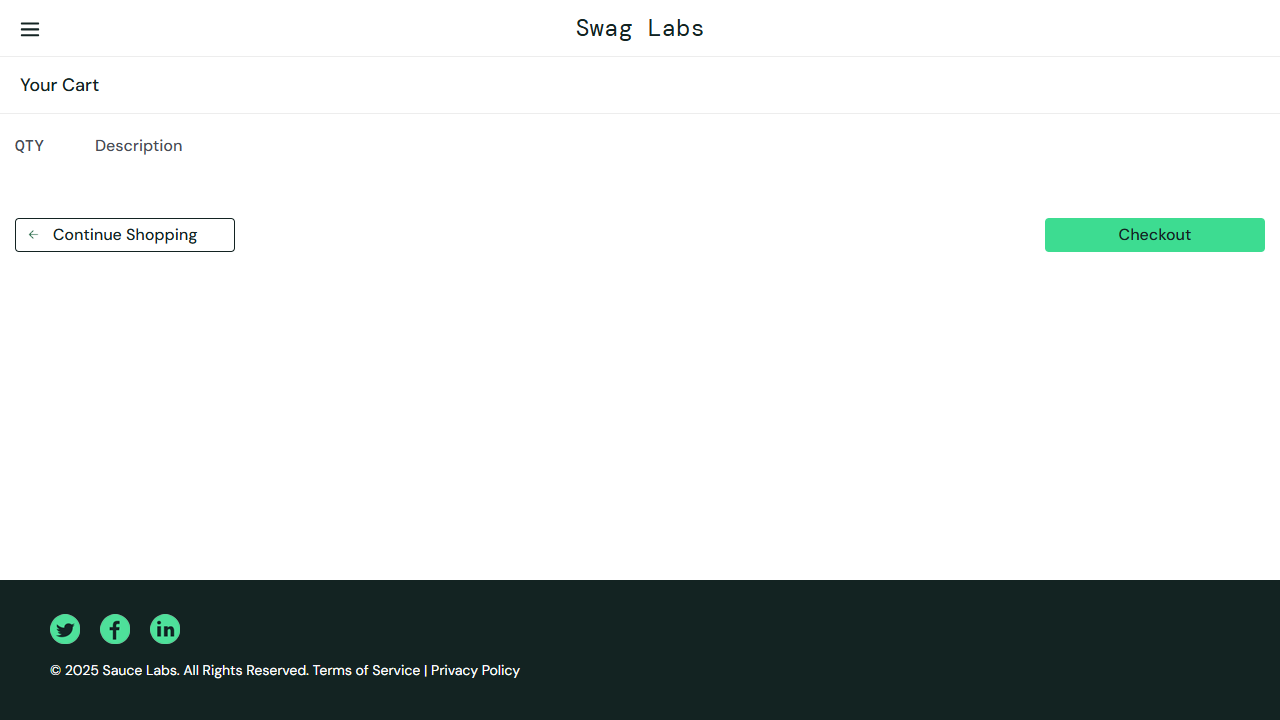 Swag Labs
Your Cart
QTY Description
Continue Shopping Checkout
© 2025 Sauce Labs. All Rights Reserved. Terms of Service | Privacy Policy